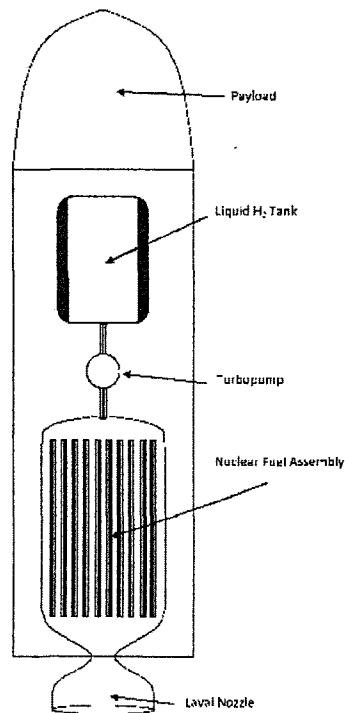 Payload
Liquid H₂ Tank
Turbopump
Nuclear Fuel Assembly
Laval Nozzle